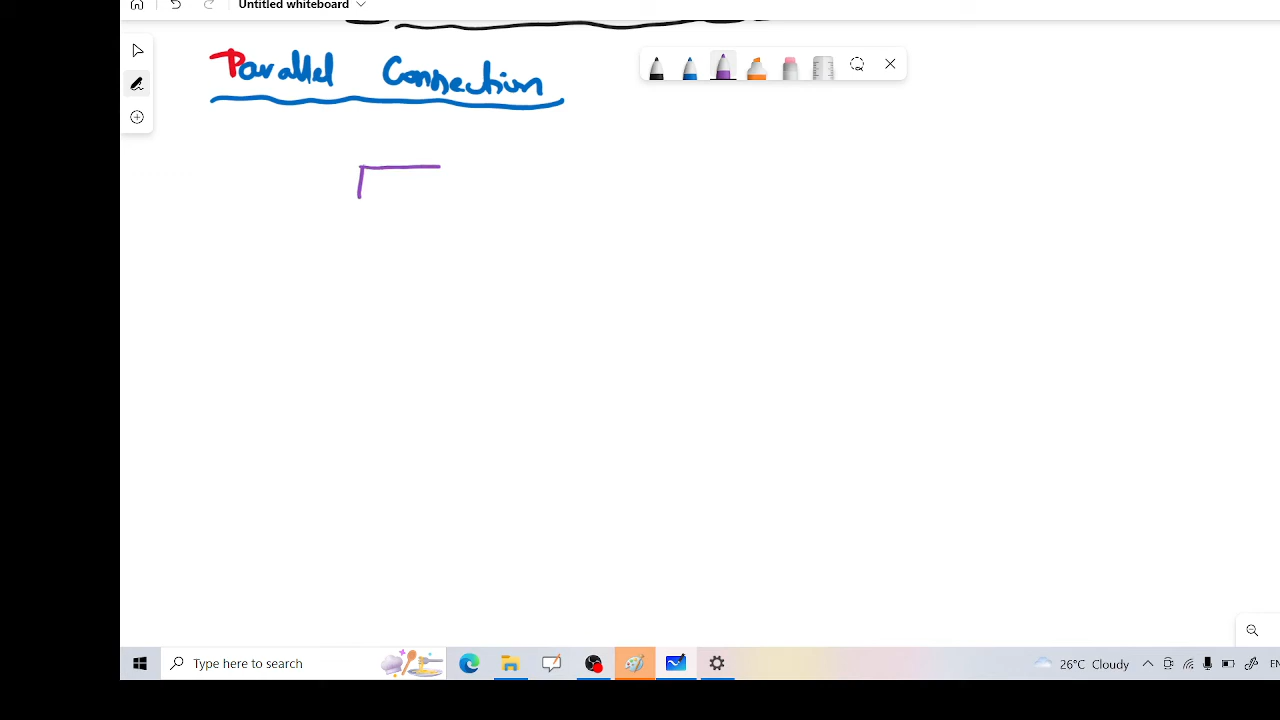 Untitled whiteboard
Parallel Connection
Type here to search
26°C Cloudy